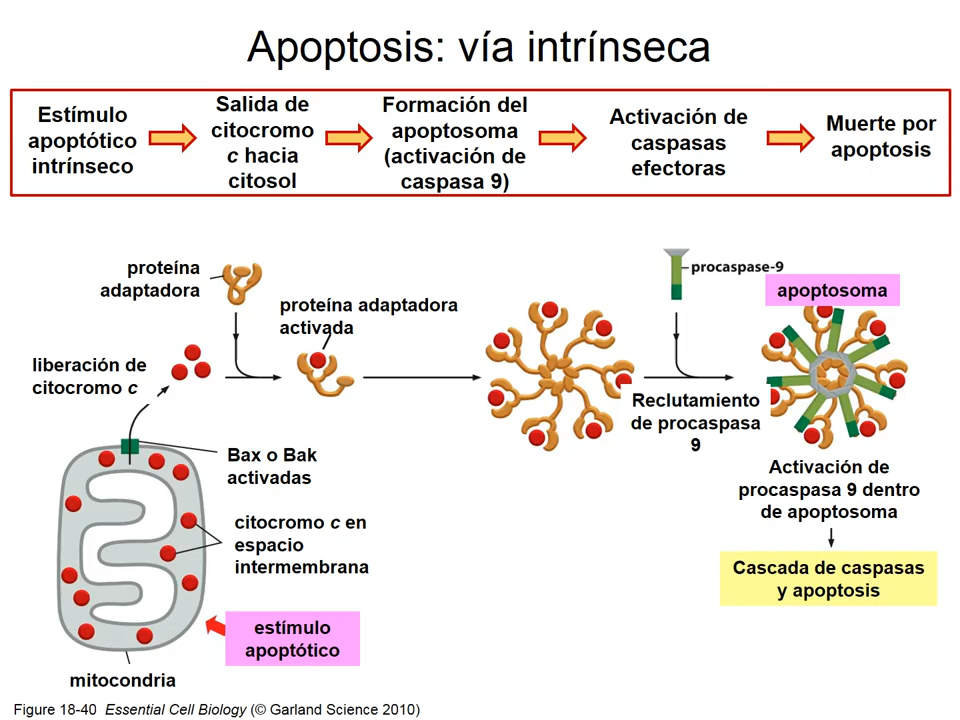 Apoptosis: vía intrínseca
Estímulo
apoptótico
intrínseco
Salida de
citocromo
c hacia
citosol
Formación del
apoptosoma
(activación de
caspasa 9)
Activación de
caspasas
efectoras
Muerte por
apoptosis
proteína
adaptadora
proteína adaptadora
activada
procaspase-9
apoptosoma
liberación de
citocromo c
Reclutamiento
de procaspasa
9
Bax o Bak
activadas
citocromo c en
espacio
intermembrana
Activación de
procaspasa 9 dentro
de apoptosoma
Cascada de caspasas
y apoptosis
estímulo
apoptótico
mitocondria
Figure 18-40 Essential Cell Biology (© Garland Science 2010)